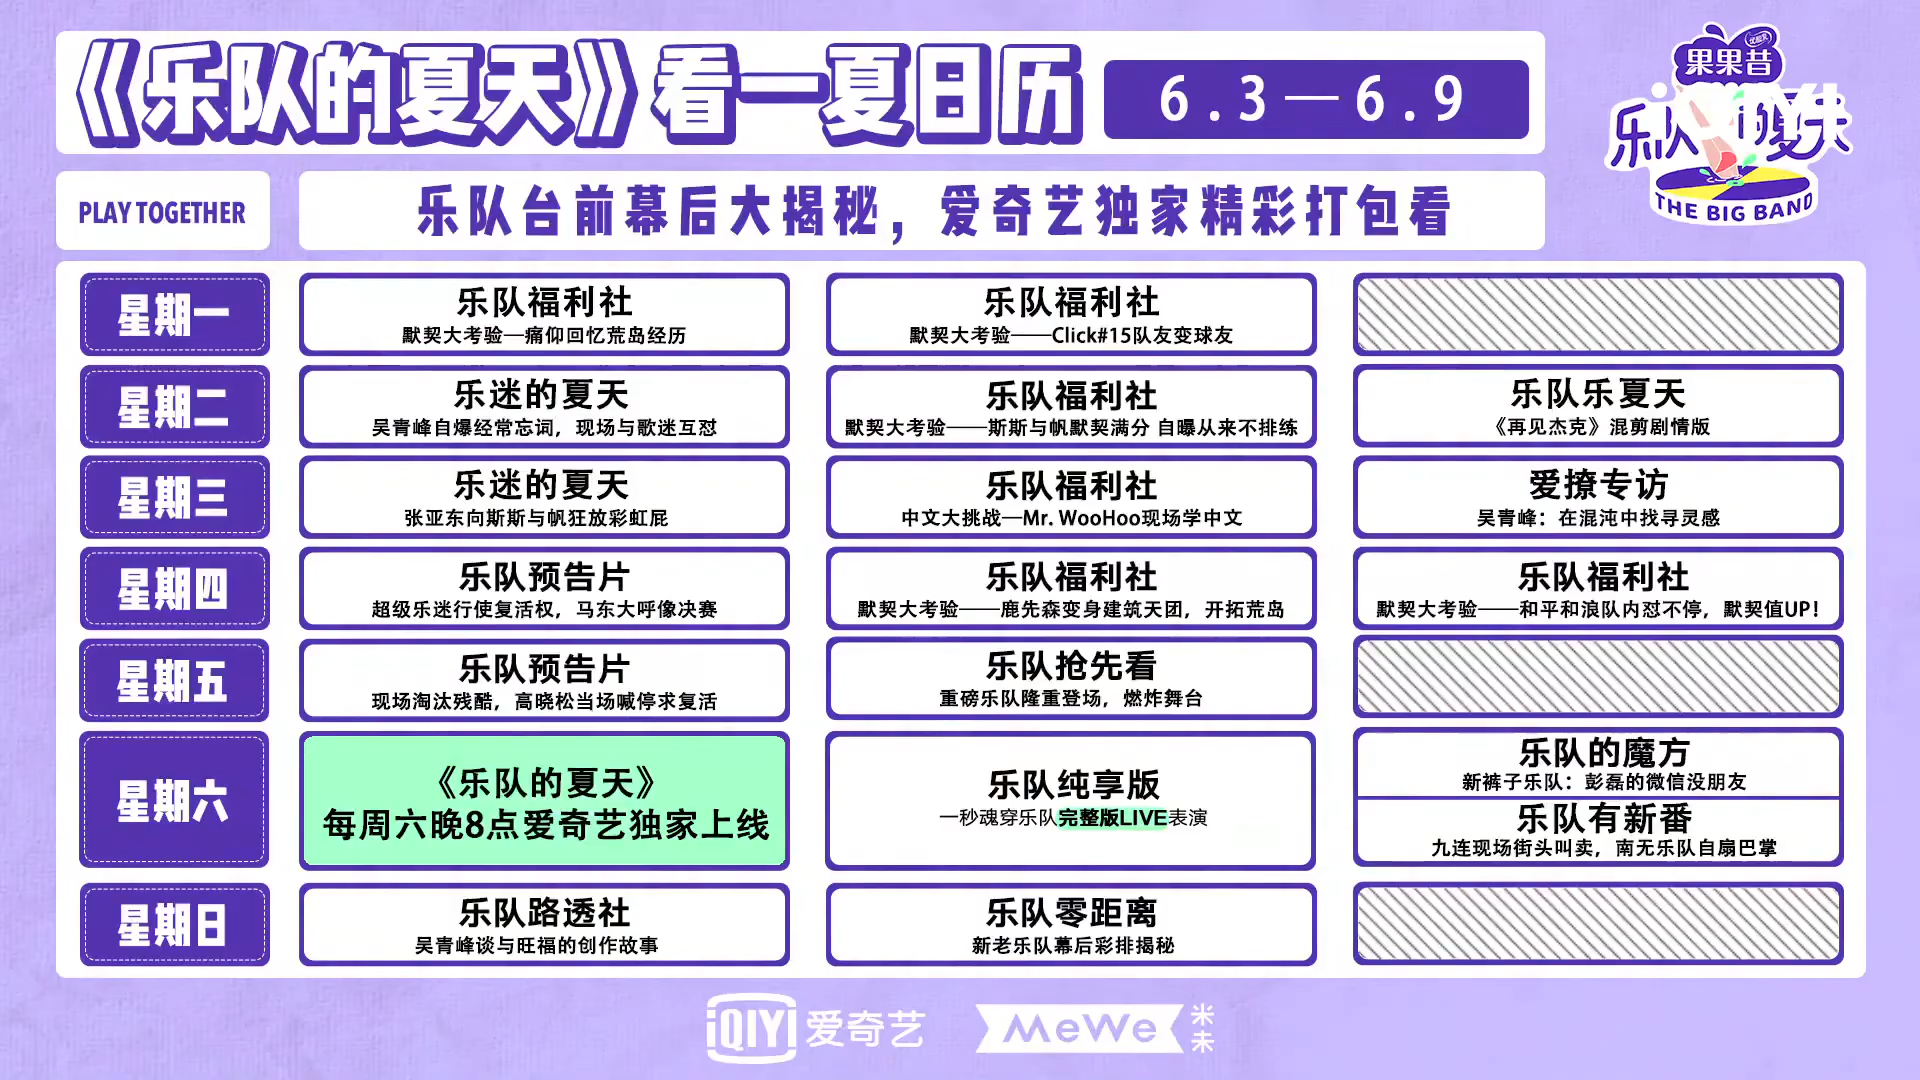 《乐队的夏天》看一夏日历
6.3—6.9
果果昔
THE BIG BAND
PLAY TOGETHER
乐队台前幕后大揭秘，爱奇艺独家精彩打包看
星期一
乐队福利社
默契大考验—痛仰回忆荒岛经历
乐队福利社
默契大考验——Click#15队友变球友
星期二
乐迷的夏天
吴青峰自爆经常忘词，现场与歌迷互怼
乐队福利社
默契大考验——斯斯与帆默契满分 自曝从来不排练
乐队乐夏天
《再见杰克》混剪剧情版
星期三
乐迷的夏天
张亚东向斯斯与帆狂放彩虹屁
乐队福利社
中文大挑战—Mr. WooHoo现场学中文
爱撩专访
吴青峰：在混沌中找寻灵感
星期四
乐队预告片
超级乐迷行使复活权，马东大呼像决赛
乐队福利社
默契大考验——鹿先森变身建筑天团，开拓荒岛
乐队福利社
默契大考验——和平和浪队内怼不停，默契值UP！
星期五
乐队预告片
现场淘汰残酷，高晓松当场喊停求复活
乐队抢先看
重磅乐队隆重登场，燃炸舞台
星期六
《乐队的夏天》
每周六晚8点爱奇艺独家上线
乐队纯享版
一秒魂穿乐队完整版LIVE表演
乐队的魔方
新裤子乐队：彭磊的微信没朋友
乐队有新番
九连现场街头叫卖，南无乐队自扇巴掌
星期日
乐队路透社
吴青峰谈与旺福的创作故事
乐队零距离
新老乐队幕后彩排揭秘
iQIYI 爱奇艺
MeWe 米未